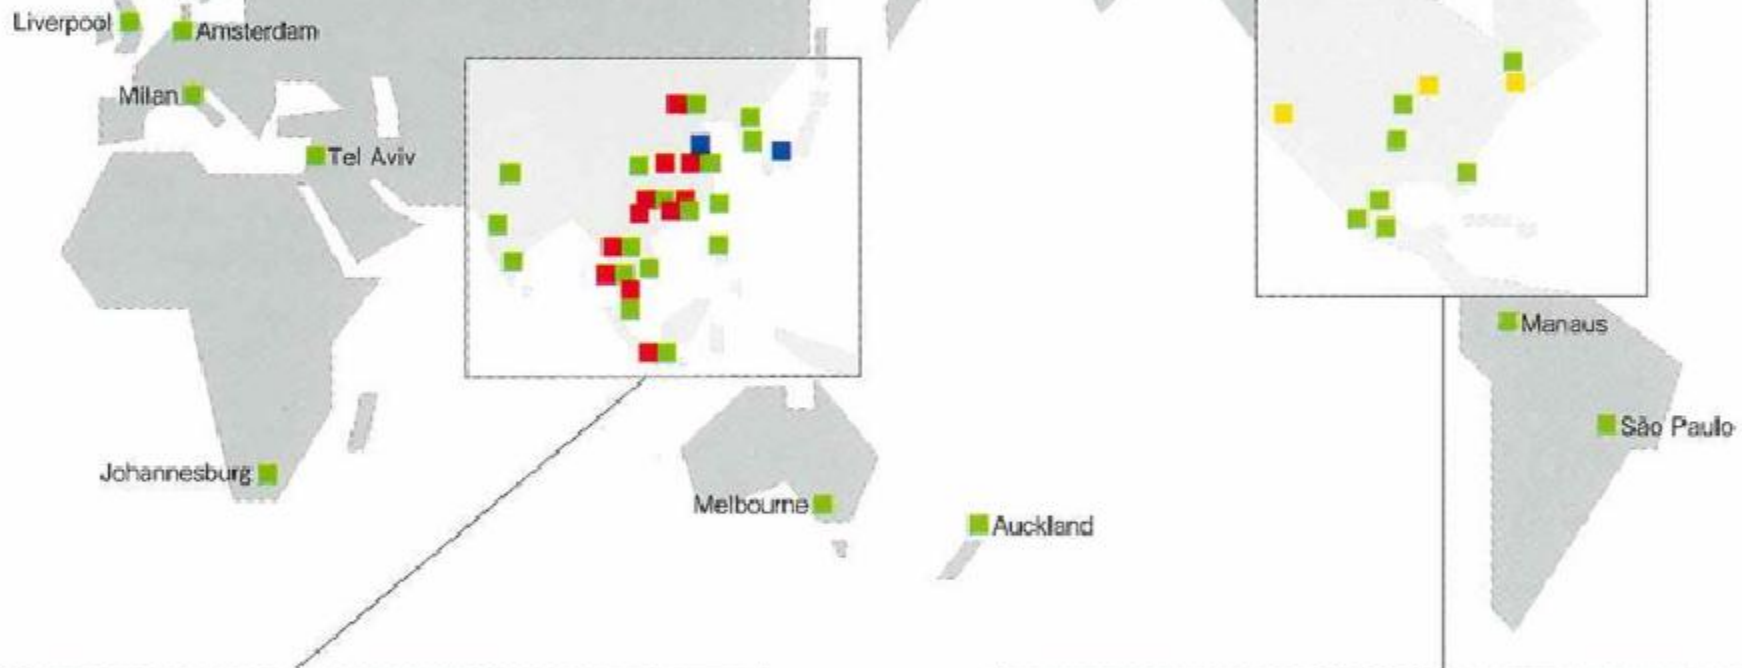 Liverpool
Amsterdam
Milan
Tel Aviv
Manaus
São Paulo
Johannesburg
Melbourne
Auckland